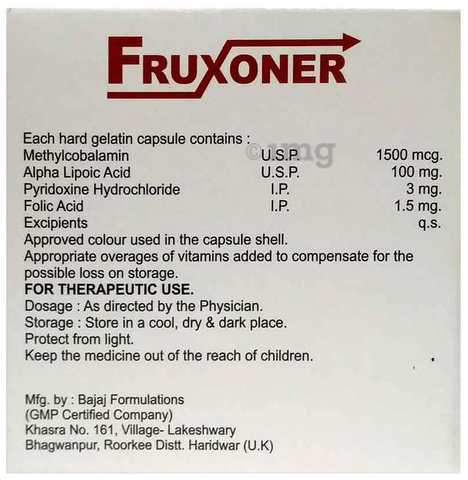 FRUXONER
Each hard gelatin capsule contains :
Methylcobalamin U.S.P. 1500 mcg.
Alpha Lipoic Acid U.S.P. 100 mg.
Pyridoxine Hydrochloride I.P. 3 mg.
Folic Acid I.P. 1.5 mg.
Excipients q.s.
Approved colour used in the capsule shell.
Appropriate overages of vitamins added to compensate for the
possible loss on storage.
FOR THERAPEUTIC USE.
Dosage : As directed by the Physician.
Storage : Store in a cool, dry & dark place.
Protect from light.
Keep the medicine out of the reach of children.
Mfg. by : Bajaj Formulations
(GMP Certified Company)
Khasra No. 161, Village- Lakeshwary
Bhagwanpur, Roorkee Distt. Haridwar (U.K)